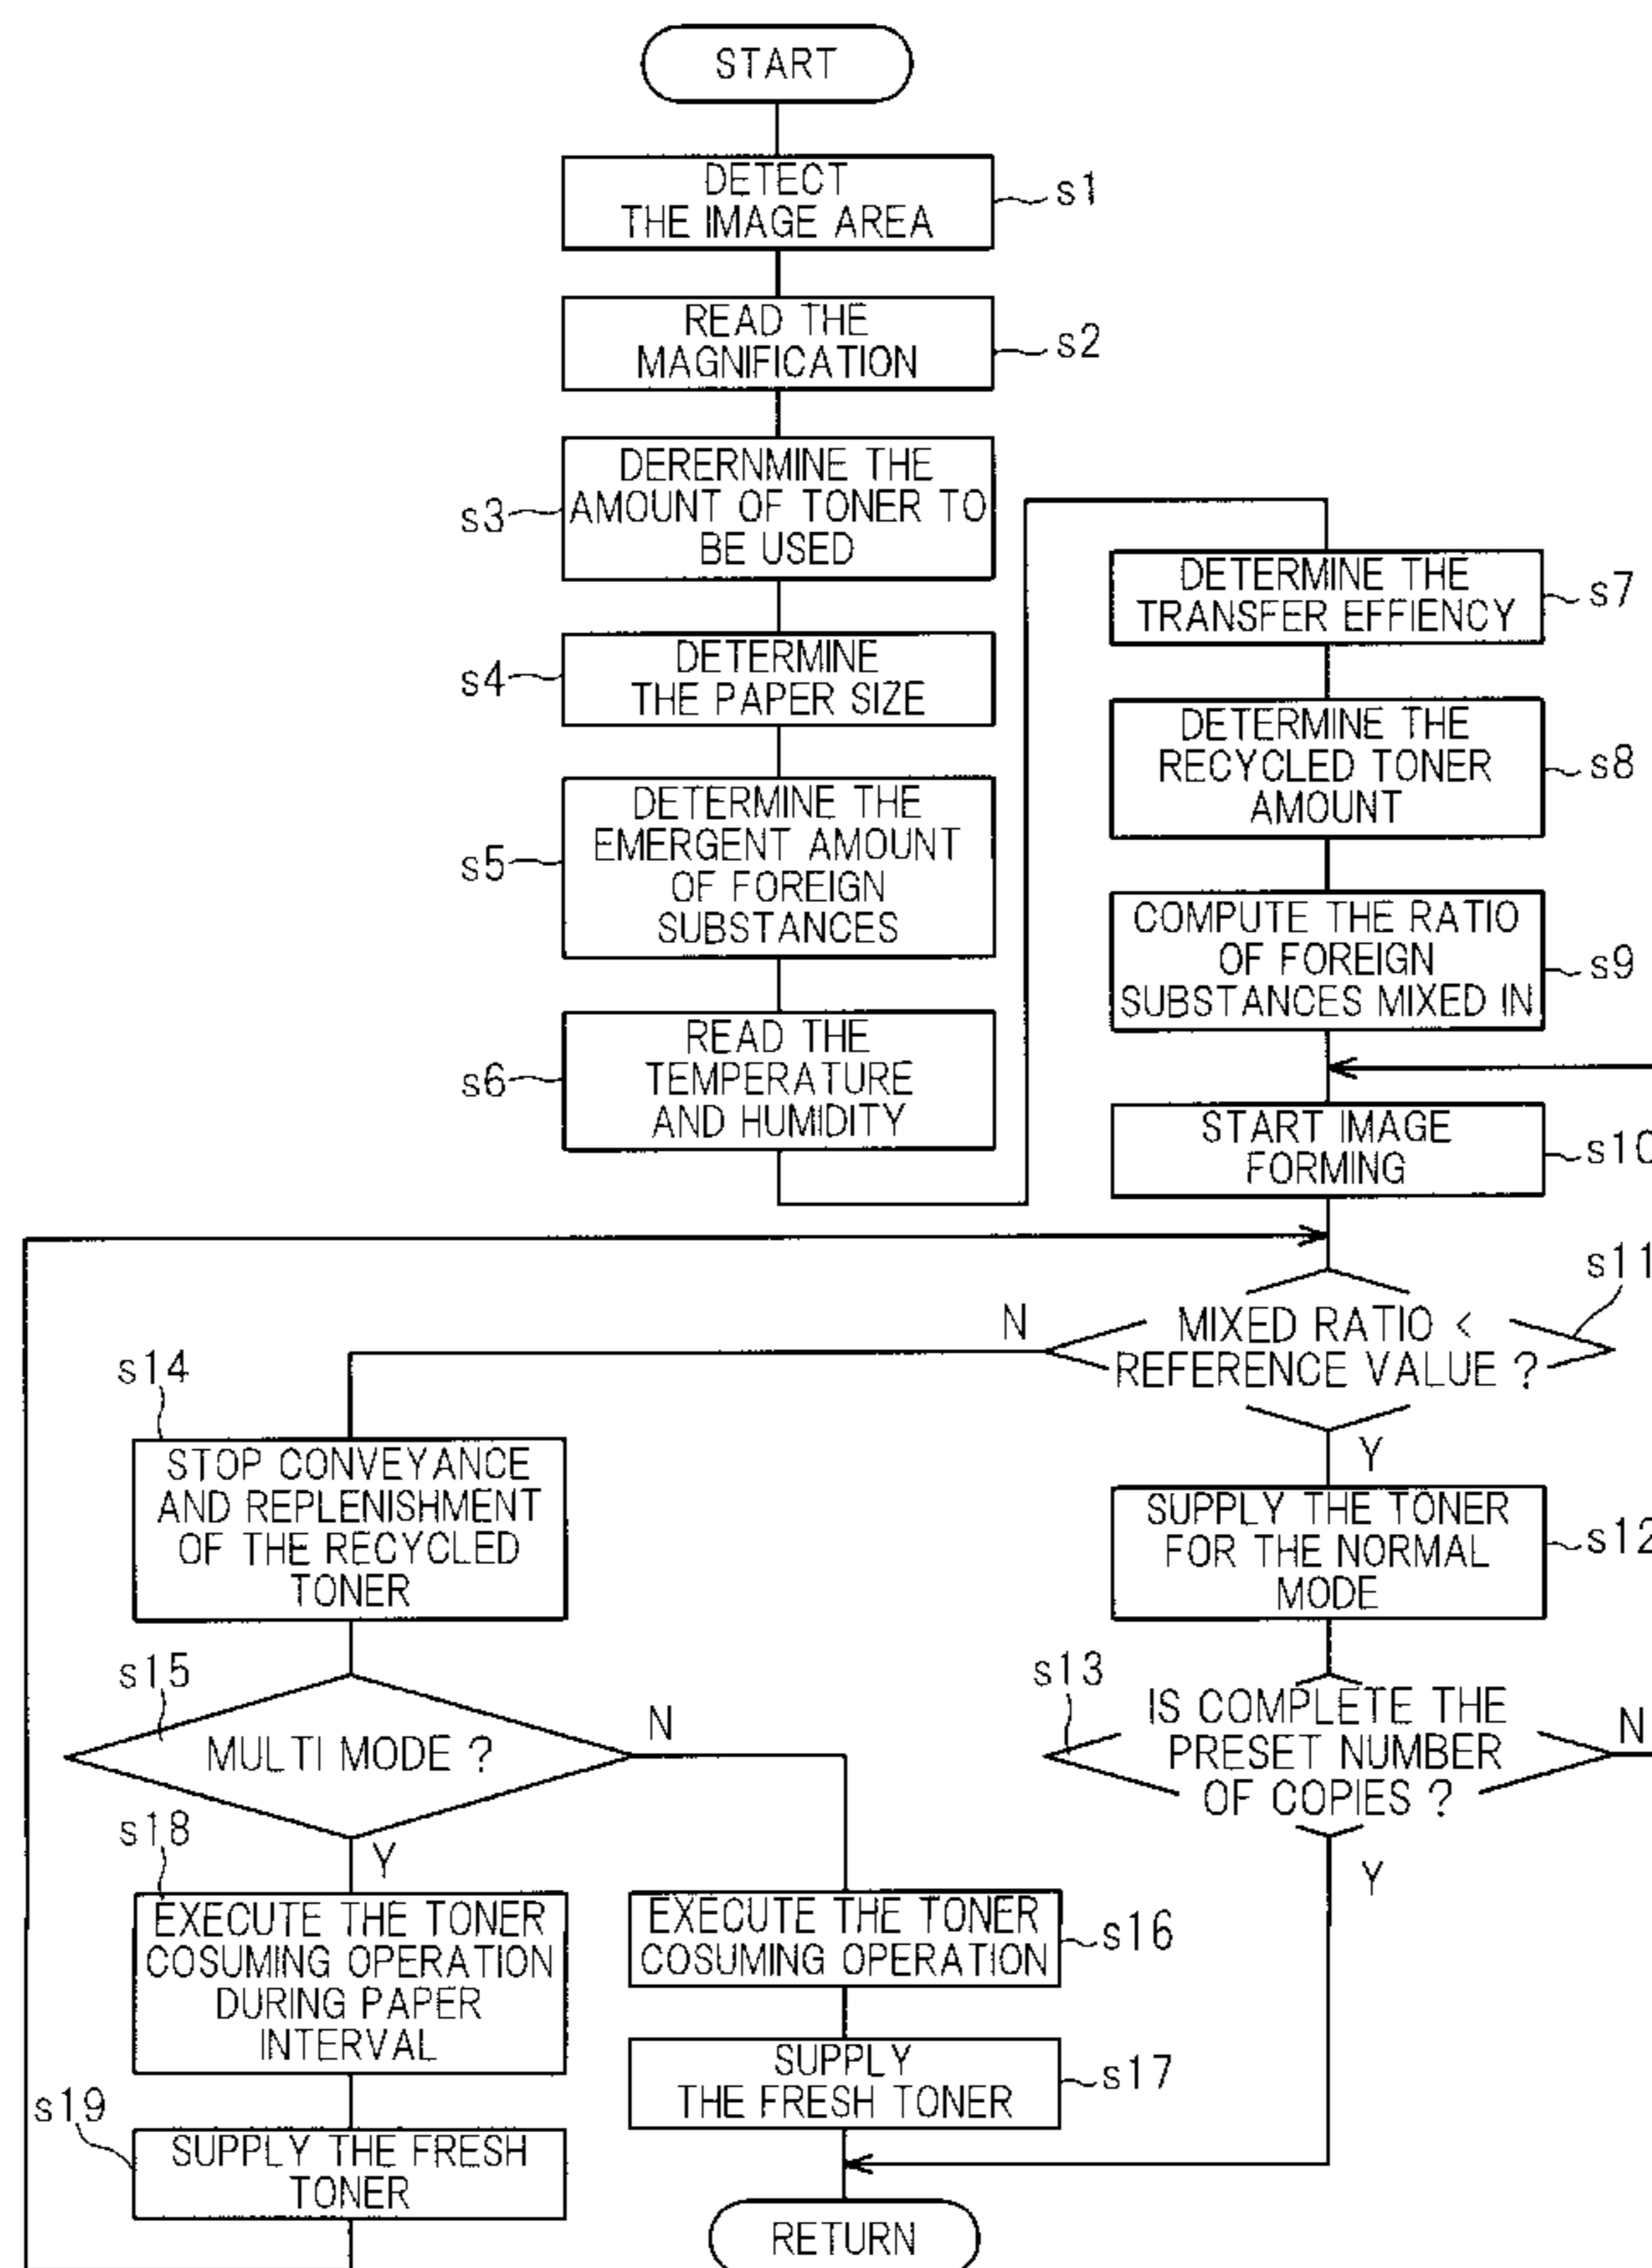 START
DETECT
THE IMAGE AREA
s1
READ THE
MAGNIFICATION
s2
DERERNMINE THE
AMOUNT OF TONER TO
BE USED
s3
DETERMINE
THE PAPER SIZE
s4
DETERMINE THE
EMERGENT AMOUNT
OF FOREIGN
SUBSTANCES
s5
READ THE
TEMPERATURE
AND HUMIDITY
s6
DETERMINE THE
TRANSFER EFFIENCY
s7
DETERMINE THE
RECYCLED TONER
AMOUNT
s8
COMPUTE THE RATIO
OF FOREIGN
SUBSTANCES MIXED IN
s9
START IMAGE
FORMING
s10
s11
MIXED RATIO <
REFERENCE VALUE ?
N
Y
SUPPLY THE TONER
FOR THE NORMAL
MODE
s12
s13
IS COMPLETE THE
PRESET NUMBER
OF COPIES ?
N
Y
s14
STOP CONVEYANCE
AND REPLENISHMENT
OF THE RECYCLED
TONER
s15
MULTI MODE ?
N
Y
EXECUTE THE TONER
COSUMING OPERATION
s16
SUPPLY
THE FRESH TONER
s17
s18
EXECUTE THE TONER
COSUMING OPERATION
DURING PAPER
INTERVAL
s19
SUPPLY THE FRESH
TONER
RETURN